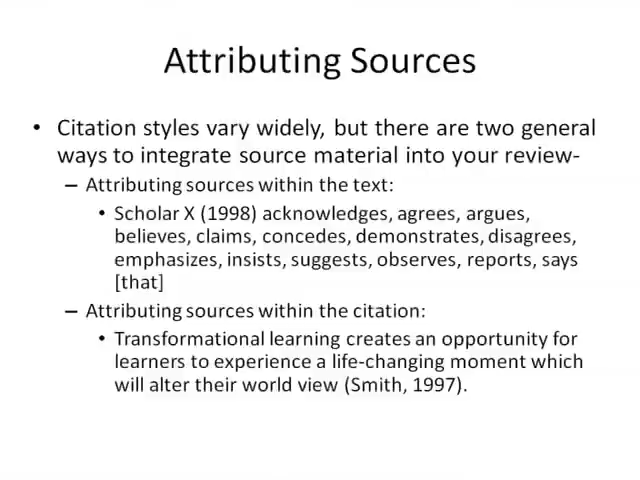 Attributing Sources
• Citation styles vary widely, but there are two general
ways to integrate source material into your review-
– Attributing sources within the text:
• Scholar X (1998) acknowledges, agrees, argues,
believes, claims, concedes, demonstrates, disagrees,
emphasizes, insists, suggests, observes, reports, says
[that]
– Attributing sources within the citation:
• Transformational learning creates an opportunity for
learners to experience a life-changing moment which
will alter their world view (Smith, 1997).